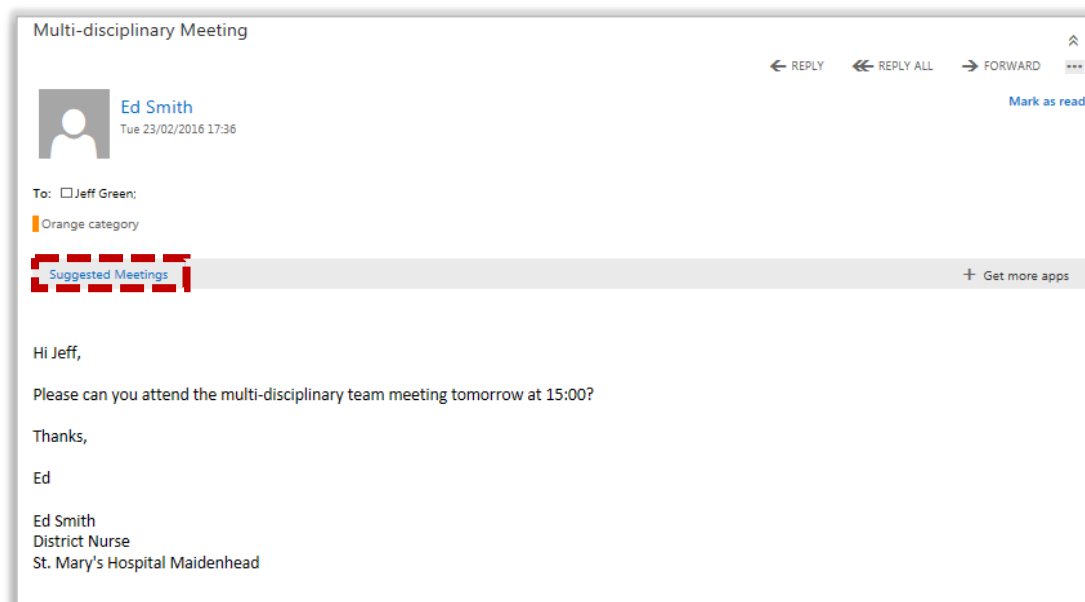 Multi-disciplinary Meeting
REPLY REPLY ALL FORWARD ...
Ed Smith Mark as read
Tue 23/02/2016 17:36
To: Jeff Green;
Orange category
Suggested Meetings + Get more apps
Hi Jeff,
Please can you attend the multi-disciplinary team meeting tomorrow at 15:00?
Thanks,
Ed
Ed Smith
District Nurse
St. Mary's Hospital Maidenhead